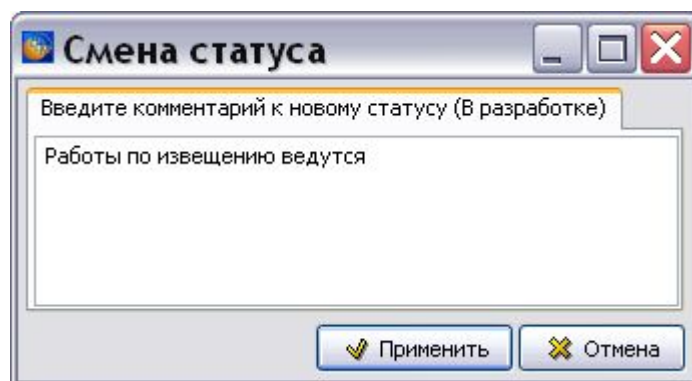 Смена статуса
Введите комментарий к новому статусу (В разработке)
Работы по извещению ведутся
Применить
Отмена